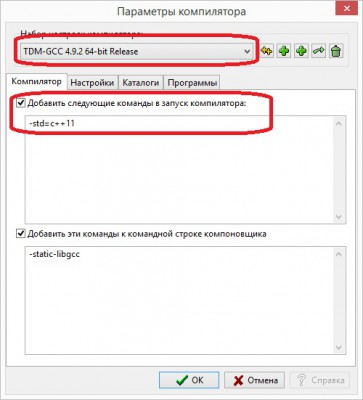 Параметры компилятора
Набор настроек компилятора:
TDM-GCC 4.9.2 64-bit Release
Компилятор Настройки Каталоги Программы
Добавить следующие команды в запуск компилятора:
-std=c++11
Добавить эти команды к командной строке компоновщика
-static-libgcc
OK Отмена Справка